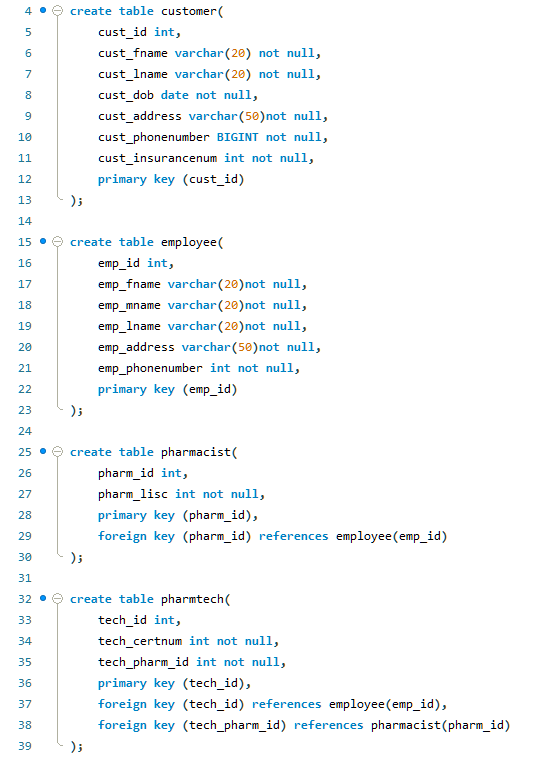 4 create table customer(
5 cust_id int,
6 cust_fname varchar(20) not null,
7 cust_lname varchar(20) not null,
8 cust_dob date not null,
9 cust_address varchar(50)not null,
10 cust_phonenumber BIGINT not null,
11 cust_insurancenum int not null,
12 primary key (cust_id)
13 );
14
15 create table employee(
16 emp_id int,
17 emp_fname varchar(20)not null,
18 emp_mname varchar(20)not null,
19 emp_lname varchar(20)not null,
20 emp_address varchar(50)not null,
21 emp_phonenumber int not null,
22 primary key (emp_id)
23 );
24
25 create table pharmacist(
26 pharm_id int,
27 pharm_lisc int not null,
28 primary key (pharm_id),
29 foreign key (pharm_id) references employee(emp_id)
30 );
31
32 create table pharmtech(
33 tech_id int,
34 tech_certnum int not null,
35 tech_pharm_id int not null,
36 primary key (tech_id),
37 foreign key (tech_id) references employee(emp_id),
38 foreign key (tech_pharm_id) references pharmacist(pharm_id)
39 );